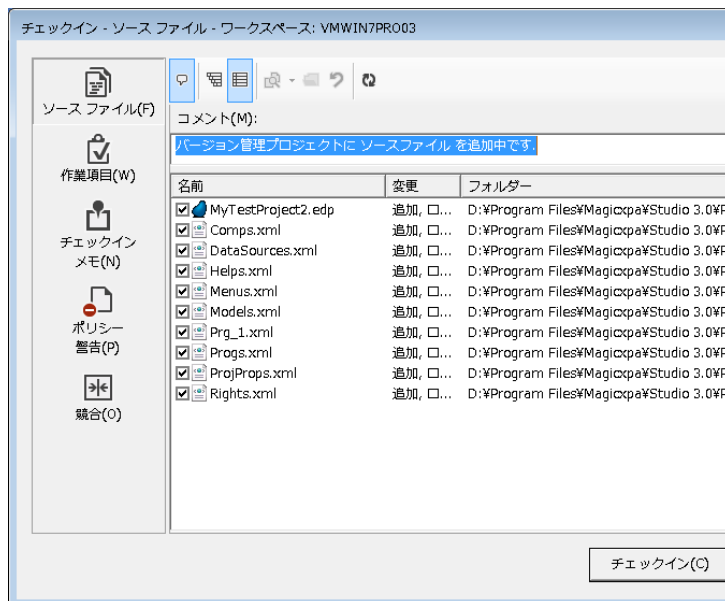 チェックイン - ソース ファイル - ワークスペース: VMWIN7PRO03
ソース ファイル(F)
作業項目(W)
チェックイン
メモ(N)
ポリシー
警告(P)
競合(O)
コメント(M):
バージョン管理プロジェクトに ソースファイル を追加中です.
名前 変更 フォルダー
MyTestProject2.edp 追加, ロ... D:¥Program Files¥Magicxpa¥Studio 3.0¥P
Comps.xml 追加, ロ... D:¥Program Files¥Magicxpa¥Studio 3.0¥P
DataSources.xml 追加, ロ... D:¥Program Files¥Magicxpa¥Studio 3.0¥P
Helps.xml 追加, ロ... D:¥Program Files¥Magicxpa¥Studio 3.0¥P
Menus.xml 追加, ロ... D:¥Program Files¥Magicxpa¥Studio 3.0¥P
Models.xml 追加, ロ... D:¥Program Files¥Magicxpa¥Studio 3.0¥P
Prg_1.xml 追加, ロ... D:¥Program Files¥Magicxpa¥Studio 3.0¥P
Progs.xml 追加, ロ... D:¥Program Files¥Magicxpa¥Studio 3.0¥P
ProjProps.xml 追加, ロ... D:¥Program Files¥Magicxpa¥Studio 3.0¥P
Rights.xml 追加, ロ... D:¥Program Files¥Magicxpa¥Studio 3.0¥P
チェックイン(C)